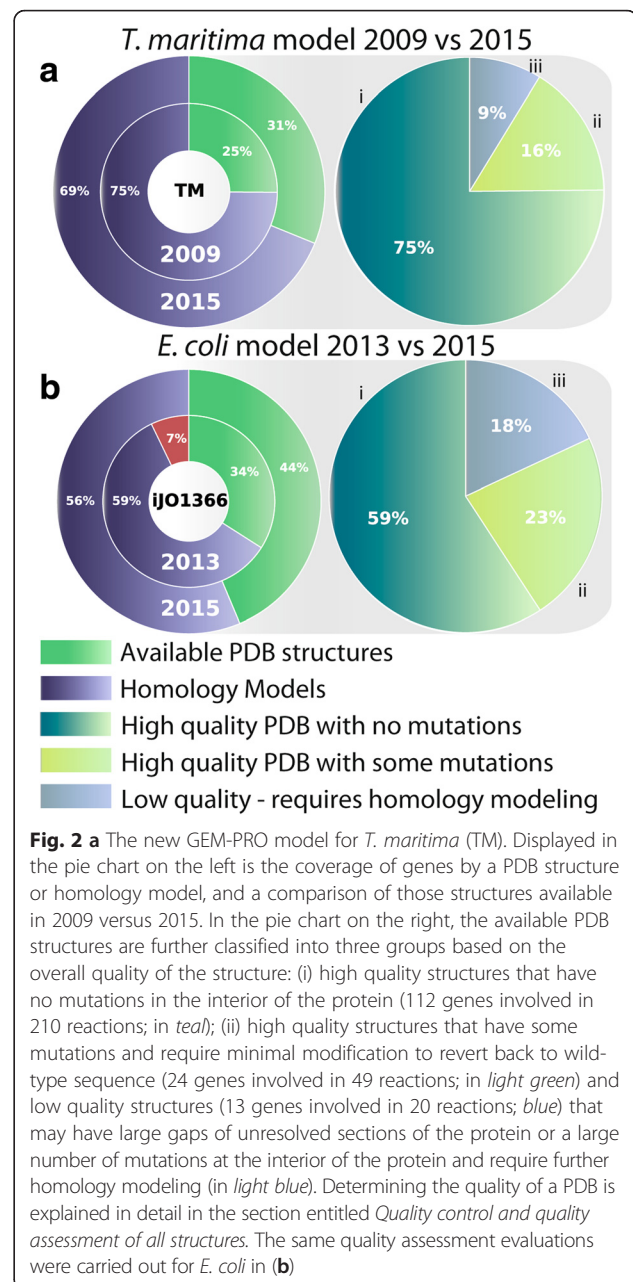 T. maritima model 2009 vs 2015
a
i
iii
ii
31%
25%
69%
75%
TM
2009
2015
9%
16%
75%
E. coli model 2013 vs 2015
b
i
iii
ii
7%
34%
44%
56%
59%
iJO1366
2013
2015
18%
23%
59%
Available PDB structures
Homology Models
High quality PDB with no mutations
High quality PDB with some mutations
Low quality - requires homology modeling
Fig. 2 a The new GEM-PRO model for T. maritima (TM). Displayed in
the pie chart on the left is the coverage of genes by a PDB structure
or homology model, and a comparison of those structures available
in 2009 versus 2015. In the pie chart on the right, the available PDB
structures are further classified into three groups based on the
overall quality of the structure: (i) high quality structures that have
no mutations in the interior of the protein (112 genes involved in
210 reactions; in teal); (ii) high quality structures that have some
mutations and require minimal modification to revert back to wild-
type sequence (24 genes involved in 49 reactions; in light green) and
low quality structures (13 genes involved in 20 reactions; blue) that
may have large gaps of unresolved sections of the protein or a large
number of mutations at the interior of the protein and require further
homology modeling (in light blue). Determining the quality of a PDB is
explained in detail in the section entitled Quality control and quality
assessment of all structures. The same quality assessment evaluations
were carried out for E. coli in (b)